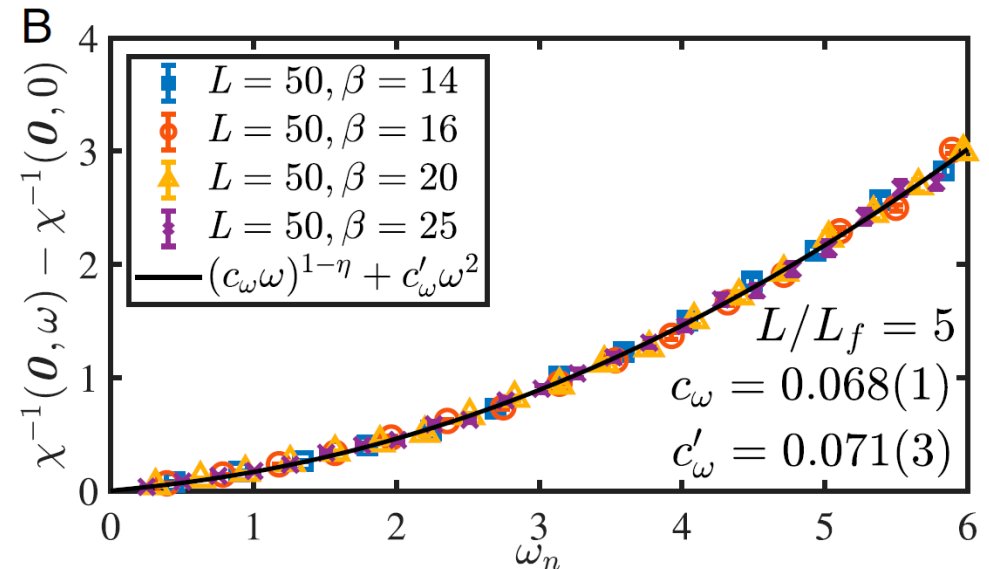 B
χ⁻¹(0, ω) − χ⁻¹(0, 0)
4
3
2
1
0
L = 50, β = 14
L = 50, β = 16
L = 50, β = 20
L = 50, β = 25
(c_ω ω)^{1−η} + c′_ω ω²
L/L_f = 5
c_ω = 0.068(1)
c′_ω = 0.071(3)
0 1 2 3 4 5 6
ω_n